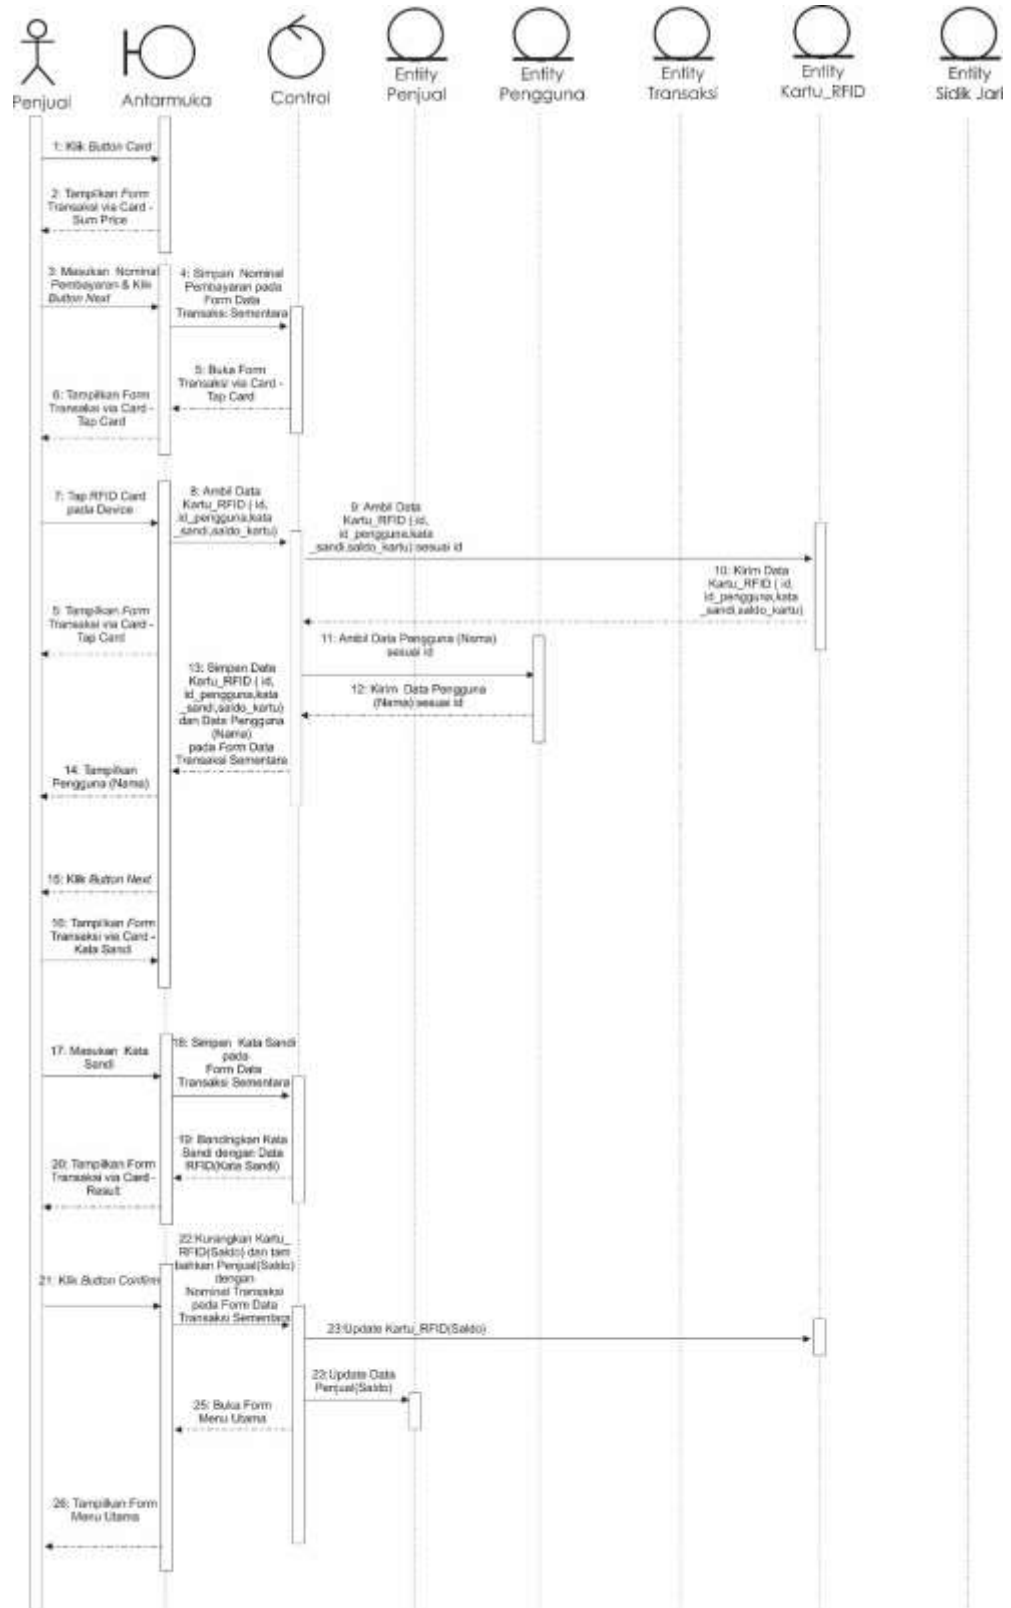 Penjual
Antarmuka
Control
Entity
Penjual
Entity
Pengguna
Entity
Transaksi
Entity
Kartu_RFID
Entity
Sidik Jari
1: Klik Button Card
2: Tampilkan Form
Transaksi via Card -
Sum Price
3: Masukan Nominal
Pembayaran & Klik
Button Next
4: Simpan Nominal
Pembayaran pada
Form Data
Transaksi Sementara
5: Buka Form
Transaksi via Card -
Tap Card
6: Tampilkan Form
Transaksi via Card -
Tap Card
7: Tap RFID Card
pada Device
8: Ambil Data
Kartu_RFID ( id,
id_pengguna,kata
_sandi,saldo_kartu)
9: Ambil Data
Kartu_RFID ( id,
id_pengguna,kata
_sandi,saldo_kartu) sesuai id
10: Kirim Data
Kartu_RFID ( id,
id_pengguna,kata
_sandi,saldo_kartu)
5: Tampilkan Form
Transaksi via Card -
Tap Card
11: Ambil Data Pengguna (Nama)
sesuai id
12: Kirim Data Pengguna
(Nama) sesuai id
13: Simpan Data
Kartu_RFID ( id,
id_pengguna,kata
_sandi,saldo_kartu)
dan Data Pengguna
(Nama)
pada Form Data
Transaksi Sementara
14: Tampilkan
Pengguna (Nama)
15: Klik Button Next
16: Tampilkan Form
Transaksi via Card -
Kata Sandi
17: Masukan Kata
Sandi
18: Simpan Kata Sandi
pada
Form Data
Transaksi Sementara
19: Bandingkan Kata
Sandi dengan Data
RFID(Kata Sandi)
20: Tampilkan Form
Transaksi via Card-
Result
21: Klik Button Confirm
22:Kurangkan Kartu_
RFID(Saldo) dan tam
bahkan Penjual(Saldo)
dengan
Nominal Transaksi
pada Form Data
Transaksi Sementara
23:Update Kartu_RFID(Saldo)
23:Update Data
Penjual(Saldo)
25: Buka Form
Menu Utama
26: Tampilkan Form
Menu Utama